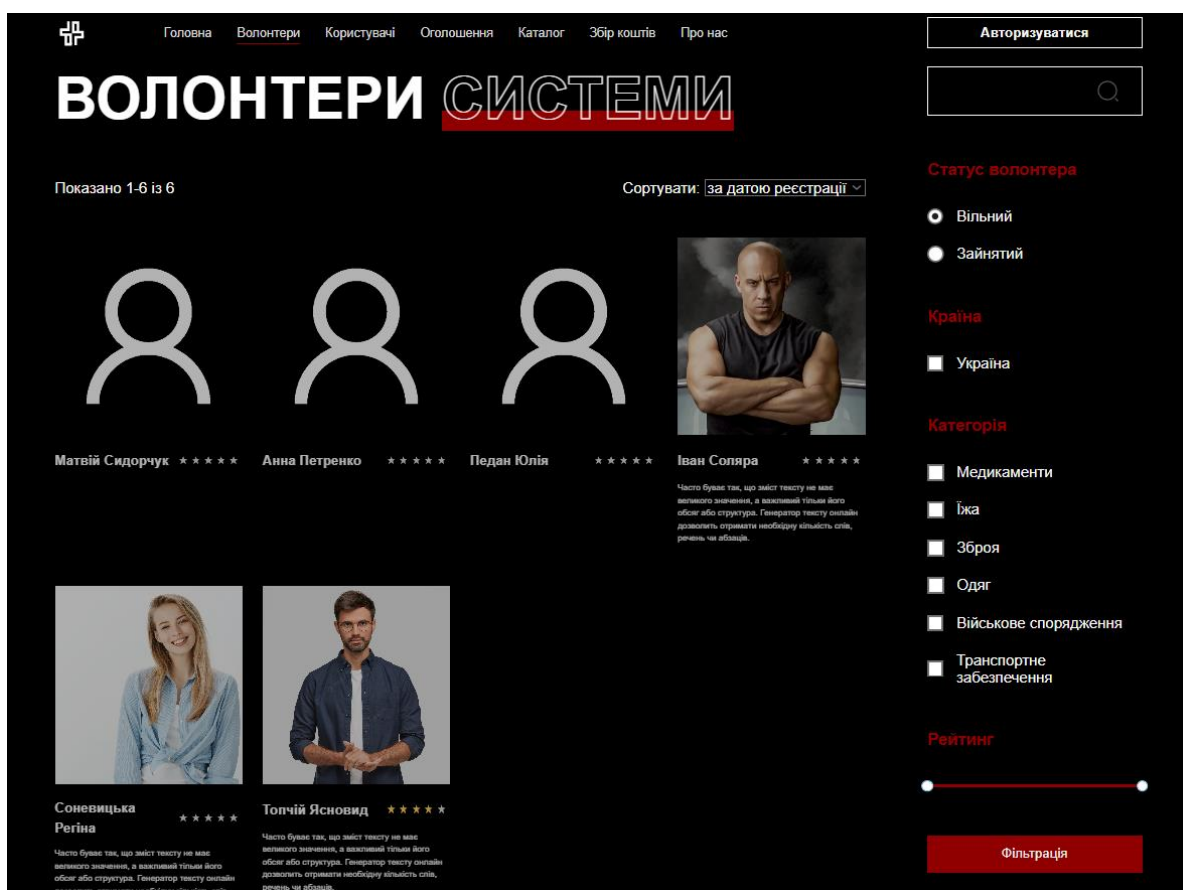 Головна Волонтери Користувачі Оголошення Каталог Збір коштів Про нас
Авторизуватися
ВОЛОНТЕРИ СИСТЕМИ
Показано 1-6 із 6
Сортувати: за датою реєстрації
Статус волонтера
Вільний
Зайнятий
Країна
Україна
Категорія
Медикаменти
Їжа
Зброя
Одяг
Військове спорядження
Транспортне
забезпечення
Рейтинг
Фільтрація
Матвій Сидорчук
Анна Петренко
Педан Юлія
Іван Соляра
Часто буває так, що зміст тексту не має
великого значення, а важливий тільки його
обсяг або структура. Генератор тексту онлайн
дозволить отримати необхідну кількість слів,
речень чи абзаців.
Соневицька
Регіна
Часто буває так, що зміст тексту не має
великого значення, а важливий тільки його
обсяг або структура. Генератор тексту онлайн
дозволить отримати необхідну кількість слів,
Топчій Ясновид
Часто буває так, що зміст тексту не має
великого значення, а важливий тільки його
обсяг або структура. Генератор тексту онлайн
дозволить отримати необхідну кількість слів,
речень чи абзаців.